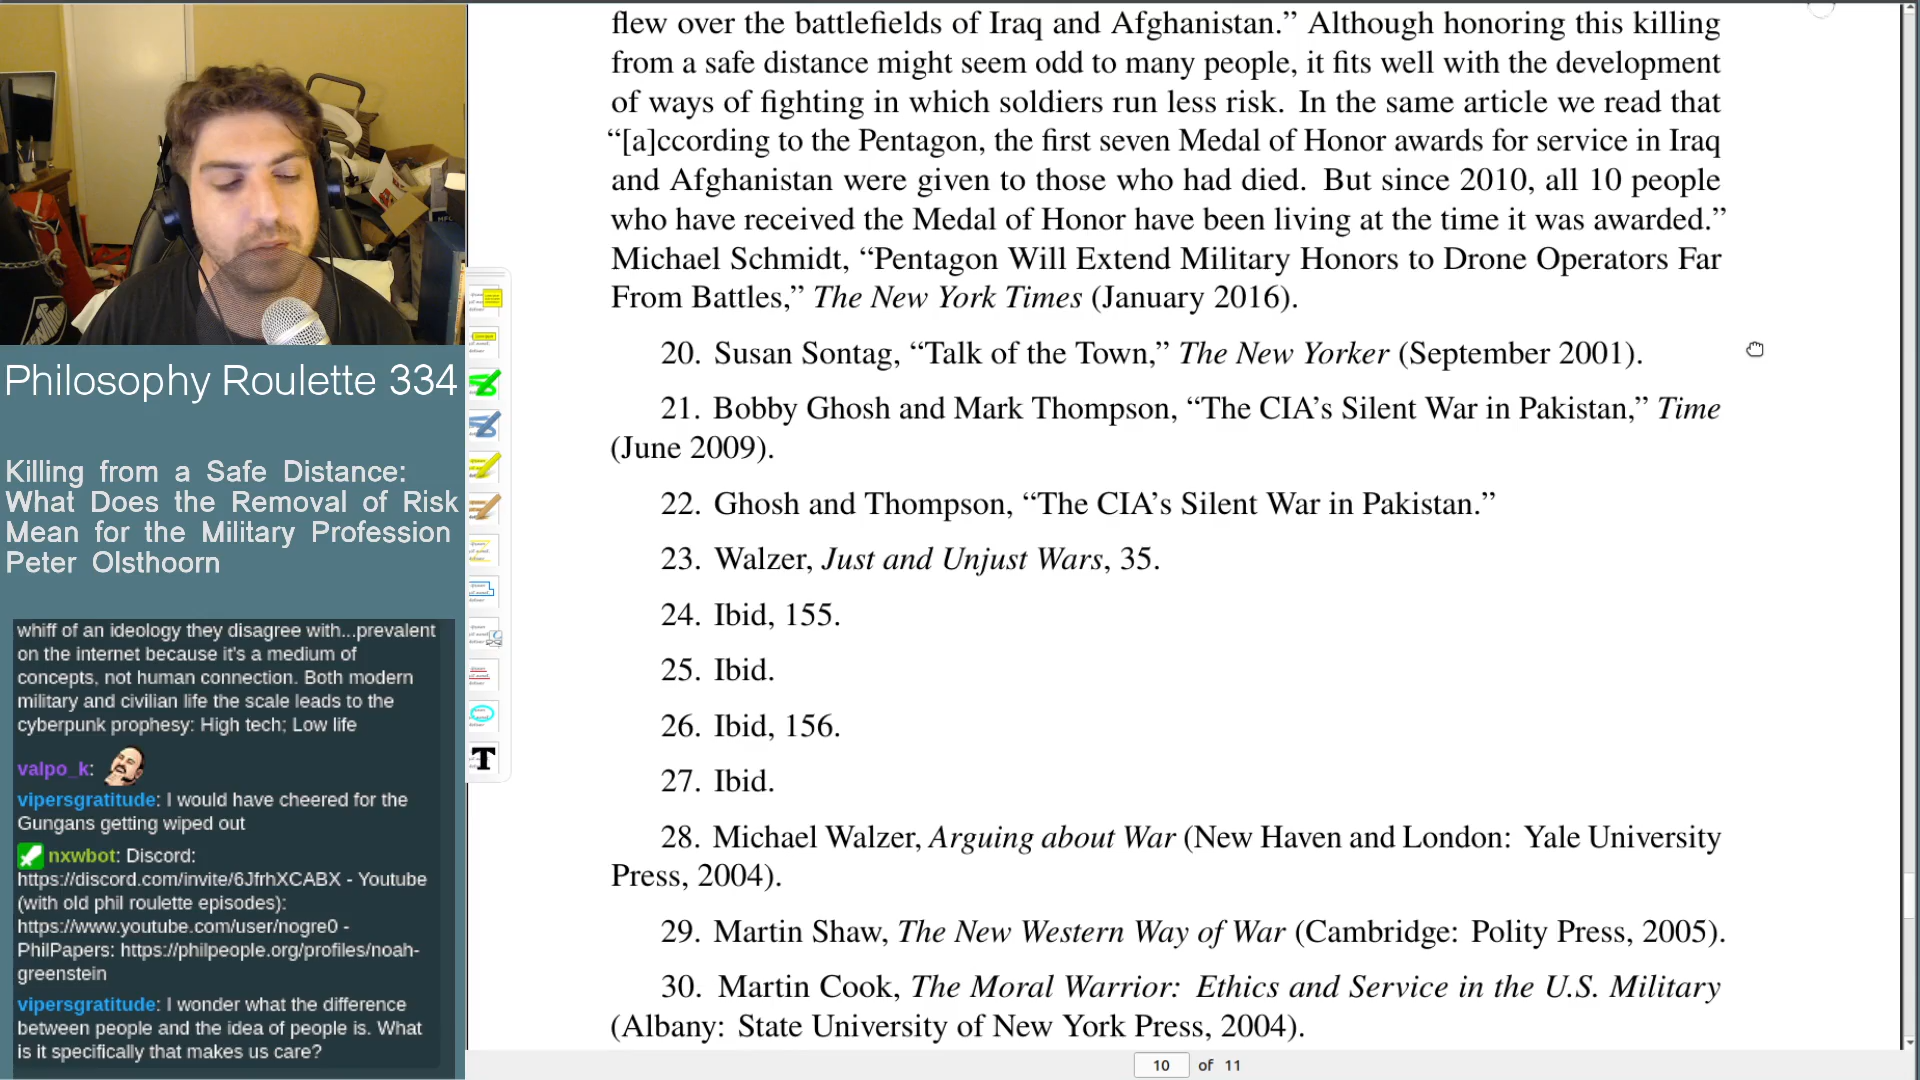 flew over the battlefields of Iraq and Afghanistan.” Although honoring this killing
from a safe distance might seem odd to many people, it fits well with the development
of ways of fighting in which soldiers run less risk. In the same article we read that
“[a]ccording to the Pentagon, the first seven Medal of Honor awards for service in Iraq
and Afghanistan were given to those who had died. But since 2010, all 10 people
who have received the Medal of Honor have been living at the time it was awarded.”
Michael Schmidt, “Pentagon Will Extend Military Honors to Drone Operators Far
From Battles,” The New York Times (January 2016).
20. Susan Sontag, “Talk of the Town,” The New Yorker (September 2001).
21. Bobby Ghosh and Mark Thompson, “The CIA’s Silent War in Pakistan,” Time
(June 2009).
22. Ghosh and Thompson, “The CIA’s Silent War in Pakistan.”
23. Walzer, Just and Unjust Wars, 35.
24. Ibid, 155.
25. Ibid.
26. Ibid, 156.
27. Ibid.
28. Michael Walzer, Arguing about War (New Haven and London: Yale University
Press, 2004).
29. Martin Shaw, The New Western Way of War (Cambridge: Polity Press, 2005).
30. Martin Cook, The Moral Warrior: Ethics and Service in the U.S. Military
(Albany: State University of New York Press, 2004).
10 of 11
Philosophy Roulette 334
Killing from a Safe Distance:
What Does the Removal of Risk
Mean for the Military Profession
Peter Olsthoorn
whiff of an ideology they disagree with...prevalent
on the internet because it's a medium of
concepts, not human connection. Both modern
military and civilian life the scale leads to the
cyberpunk prophesy: High tech; Low life
valpo_k:
vipersgratitude: I would have cheered for the
Gungans getting wiped out
nxwbot: Discord:
https://discord.com/invite/6JfrhXCABX - Youtube
(with old phil roulette episodes):
https://www.youtube.com/user/nogre0 -
PhilPapers: https://philpeople.org/profiles/noah-
greenstein
vipersgratitude: I wonder what the difference
between people and the idea of people is. What
is it specifically that makes us care?
T